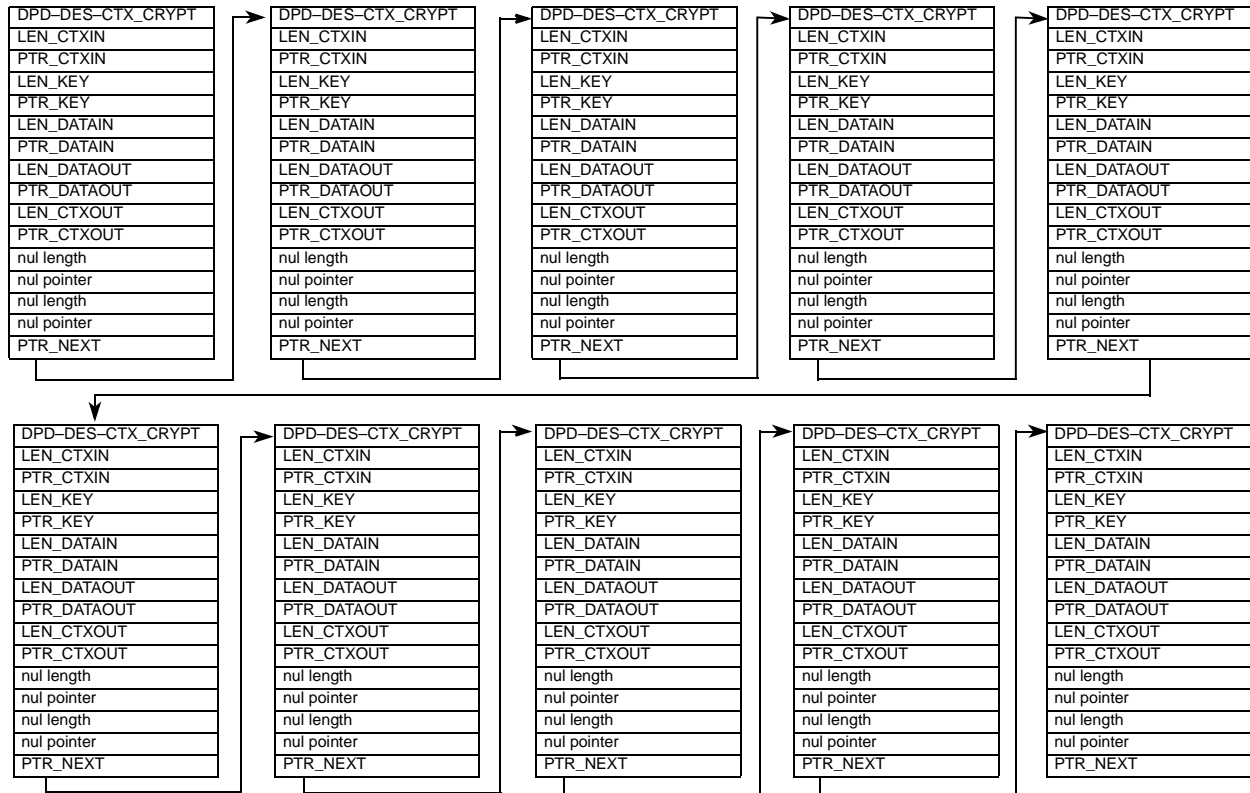 DPD–DES–CTX_CRYPT
LEN_CTXIN
PTR_CTXIN
LEN_KEY
PTR_KEY
LEN_DATAIN
PTR_DATAIN
LEN_DATAOUT
PTR_DATAOUT
LEN_CTXOUT
PTR_CTXOUT
nul length
nul pointer
nul length
nul pointer
PTR_NEXT
DPD–DES–CTX_CRYPT
LEN_CTXIN
PTR_CTXIN
LEN_KEY
PTR_KEY
LEN_DATAIN
PTR_DATAIN
LEN_DATAOUT
PTR_DATAOUT
LEN_CTXOUT
PTR_CTXOUT
nul length
nul pointer
nul length
nul pointer
PTR_NEXT
DPD–DES–CTX_CRYPT
LEN_CTXIN
PTR_CTXIN
LEN_KEY
PTR_KEY
LEN_DATAIN
PTR_DATAIN
LEN_DATAOUT
PTR_DATAOUT
LEN_CTXOUT
PTR_CTXOUT
nul length
nul pointer
nul length
nul pointer
PTR_NEXT
DPD–DES–CTX_CRYPT
LEN_CTXIN
PTR_CTXIN
LEN_KEY
PTR_KEY
LEN_DATAIN
PTR_DATAIN
LEN_DATAOUT
PTR_DATAOUT
LEN_CTXOUT
PTR_CTXOUT
nul length
nul pointer
nul length
nul pointer
PTR_NEXT
DPD–DES–CTX_CRYPT
LEN_CTXIN
PTR_CTXIN
LEN_KEY
PTR_KEY
LEN_DATAIN
PTR_DATAIN
LEN_DATAOUT
PTR_DATAOUT
LEN_CTXOUT
PTR_CTXOUT
nul length
nul pointer
nul length
nul pointer
PTR_NEXT
DPD–DES–CTX_CRYPT
LEN_CTXIN
PTR_CTXIN
LEN_KEY
PTR_KEY
LEN_DATAIN
PTR_DATAIN
LEN_DATAOUT
PTR_DATAOUT
LEN_CTXOUT
PTR_CTXOUT
nul length
nul pointer
nul length
nul pointer
PTR_NEXT
DPD–DES–CTX_CRYPT
LEN_CTXIN
PTR_CTXIN
LEN_KEY
PTR_KEY
LEN_DATAIN
PTR_DATAIN
LEN_DATAOUT
PTR_DATAOUT
LEN_CTXOUT
PTR_CTXOUT
nul length
nul pointer
nul length
nul pointer
PTR_NEXT
DPD–DES–CTX_CRYPT
LEN_CTXIN
PTR_CTXIN
LEN_KEY
PTR_KEY
LEN_DATAIN
PTR_DATAIN
LEN_DATAOUT
PTR_DATAOUT
LEN_CTXOUT
PTR_CTXOUT
nul length
nul pointer
nul length
nul pointer
PTR_NEXT
DPD–DES–CTX_CRYPT
LEN_CTXIN
PTR_CTXIN
LEN_KEY
PTR_KEY
LEN_DATAIN
PTR_DATAIN
LEN_DATAOUT
PTR_DATAOUT
LEN_CTXOUT
PTR_CTXOUT
nul length
nul pointer
nul length
nul pointer
PTR_NEXT
DPD–DES–CTX_CRYPT
LEN_CTXIN
PTR_CTXIN
LEN_KEY
PTR_KEY
LEN_DATAIN
PTR_DATAIN
LEN_DATAOUT
PTR_DATAOUT
LEN_CTXOUT
PTR_CTXOUT
nul length
nul pointer
nul length
nul pointer
PTR_NEXT